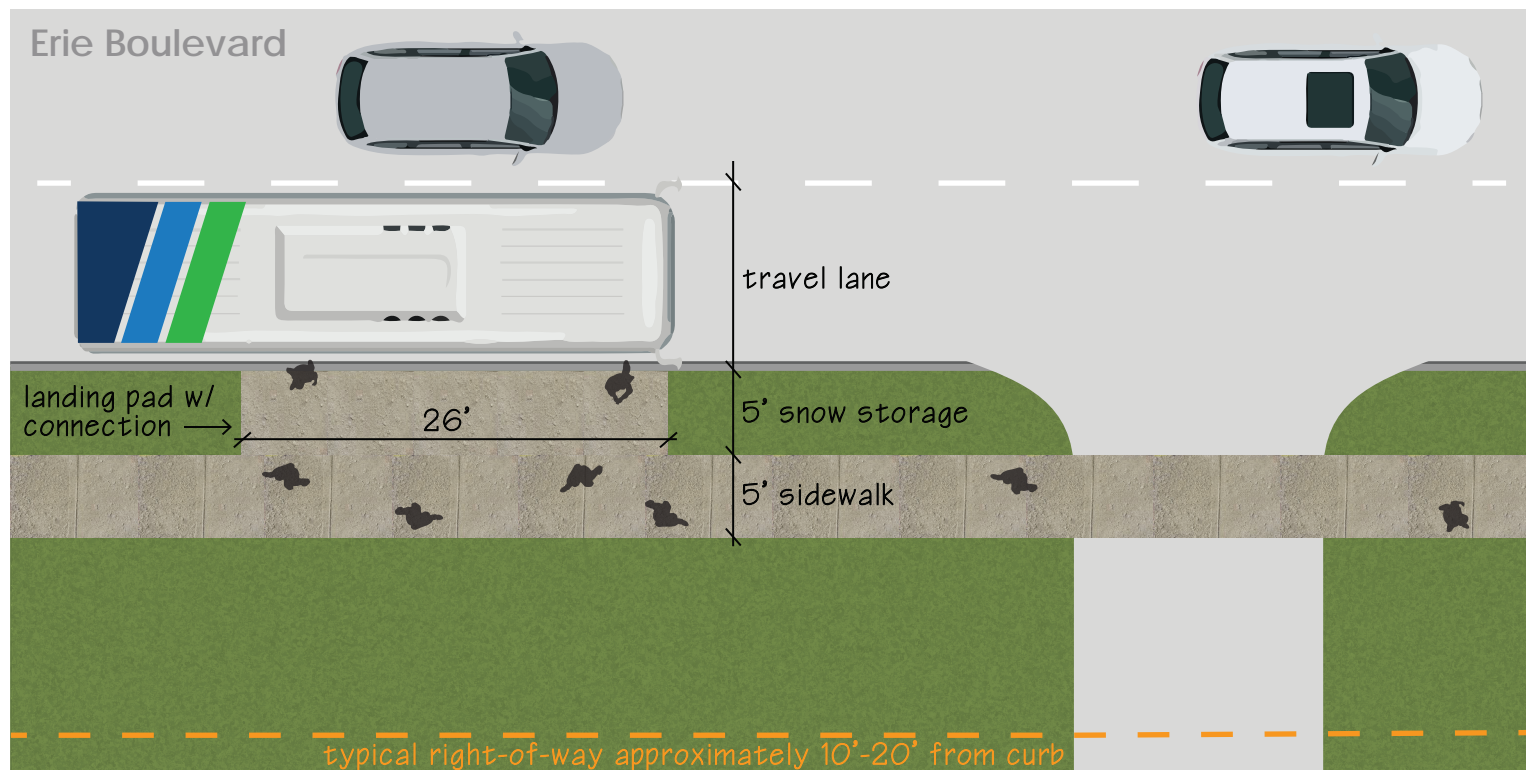 Erie Boulevard
travel lane
landing pad w/
connection
26'
5' snow storage
5' sidewalk
typical right-of-way approximately 10'-20' from curb